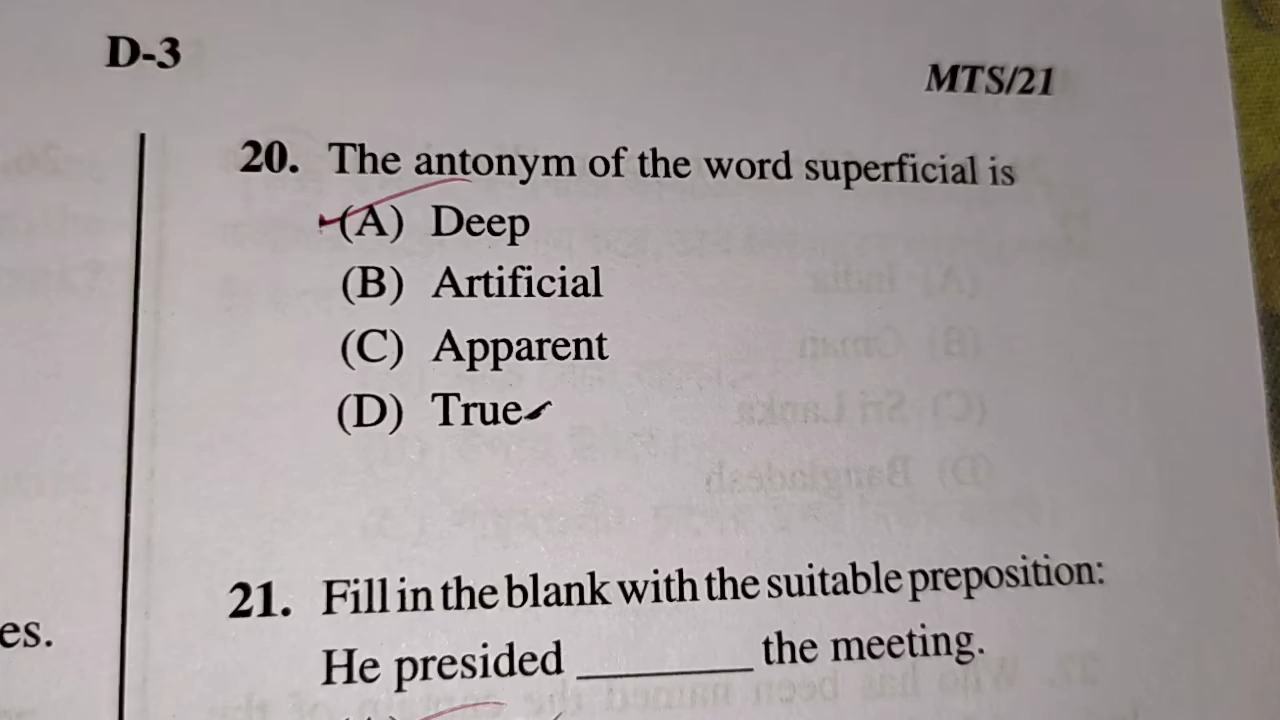 D-3
MTS/21
20. The antonym of the word superficial is
(A) Deep
(B) Artificial
(C) Apparent
(D) True
es.
21. Fill in the blank with the suitable preposition:
He presided ________ the meeting.